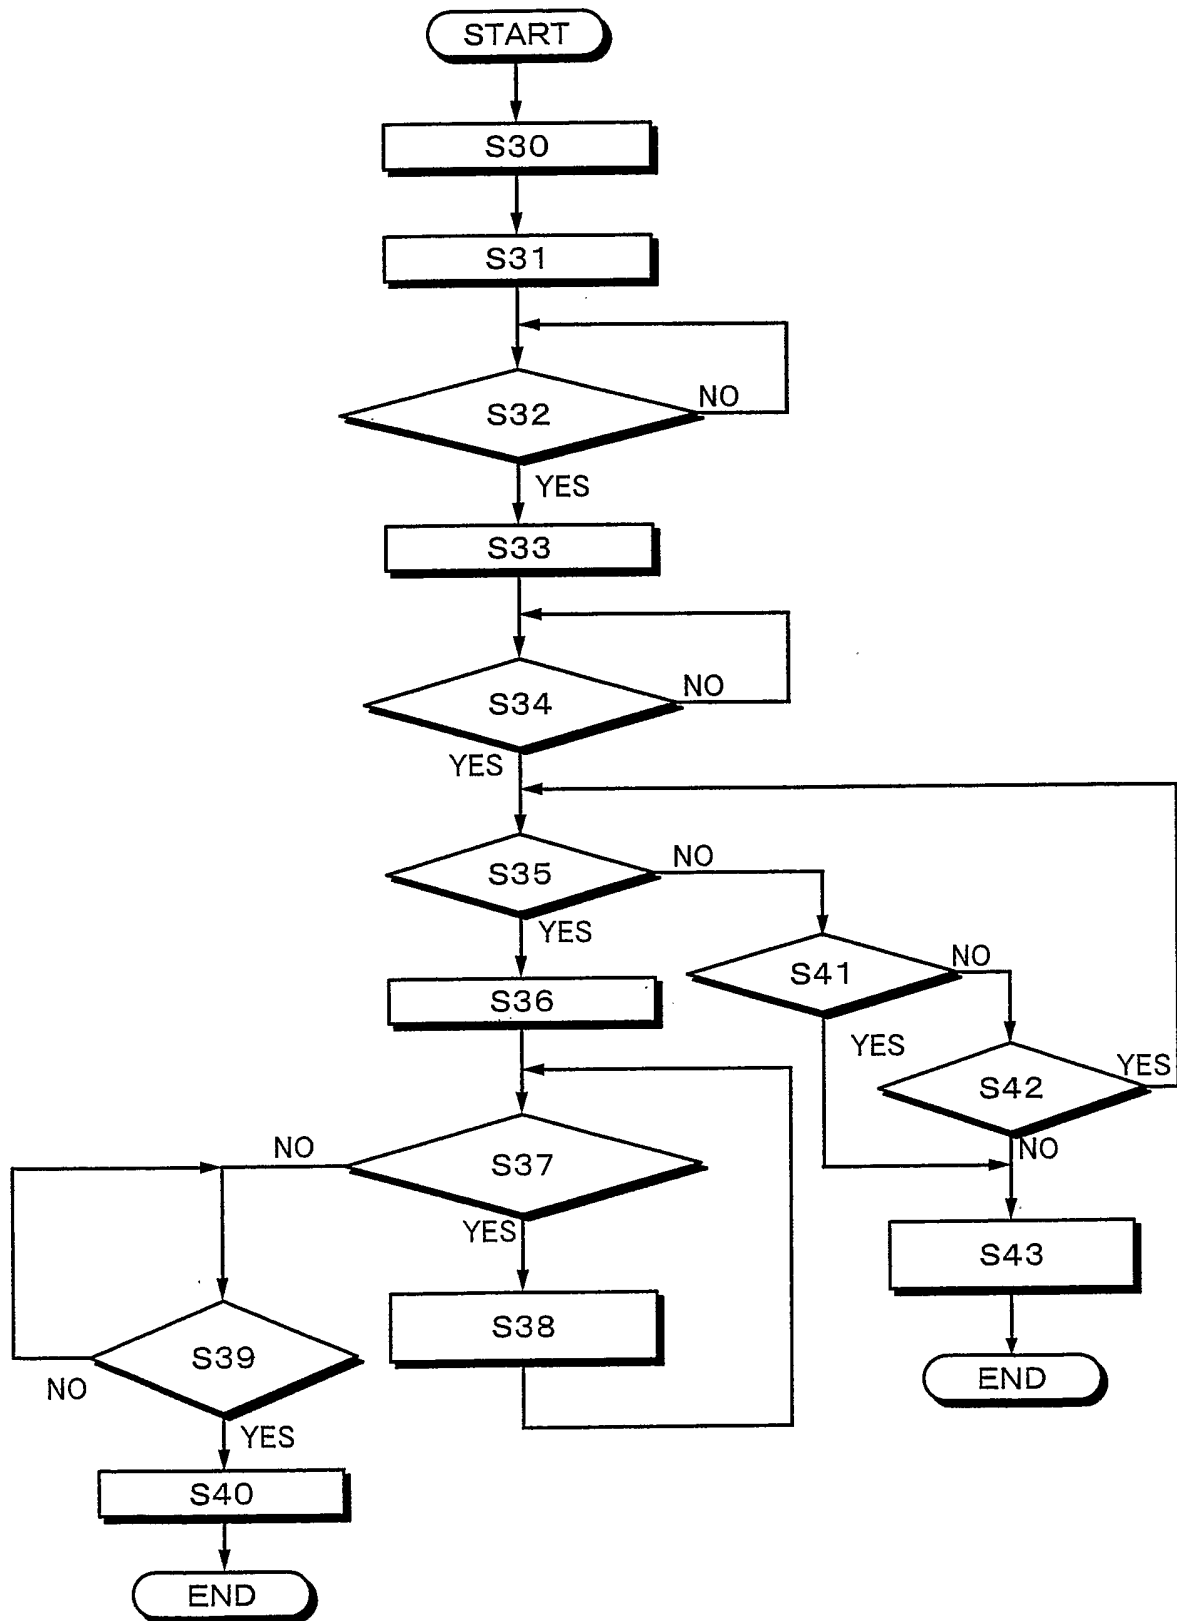 START
S30
S31
S32
NO
YES
S33
S34
NO
YES
S35
NO
YES
S36
S41
NO
YES
S42
YES
NO
S37
NO
YES
S38
S43
END
S39
NO
YES
S40
END